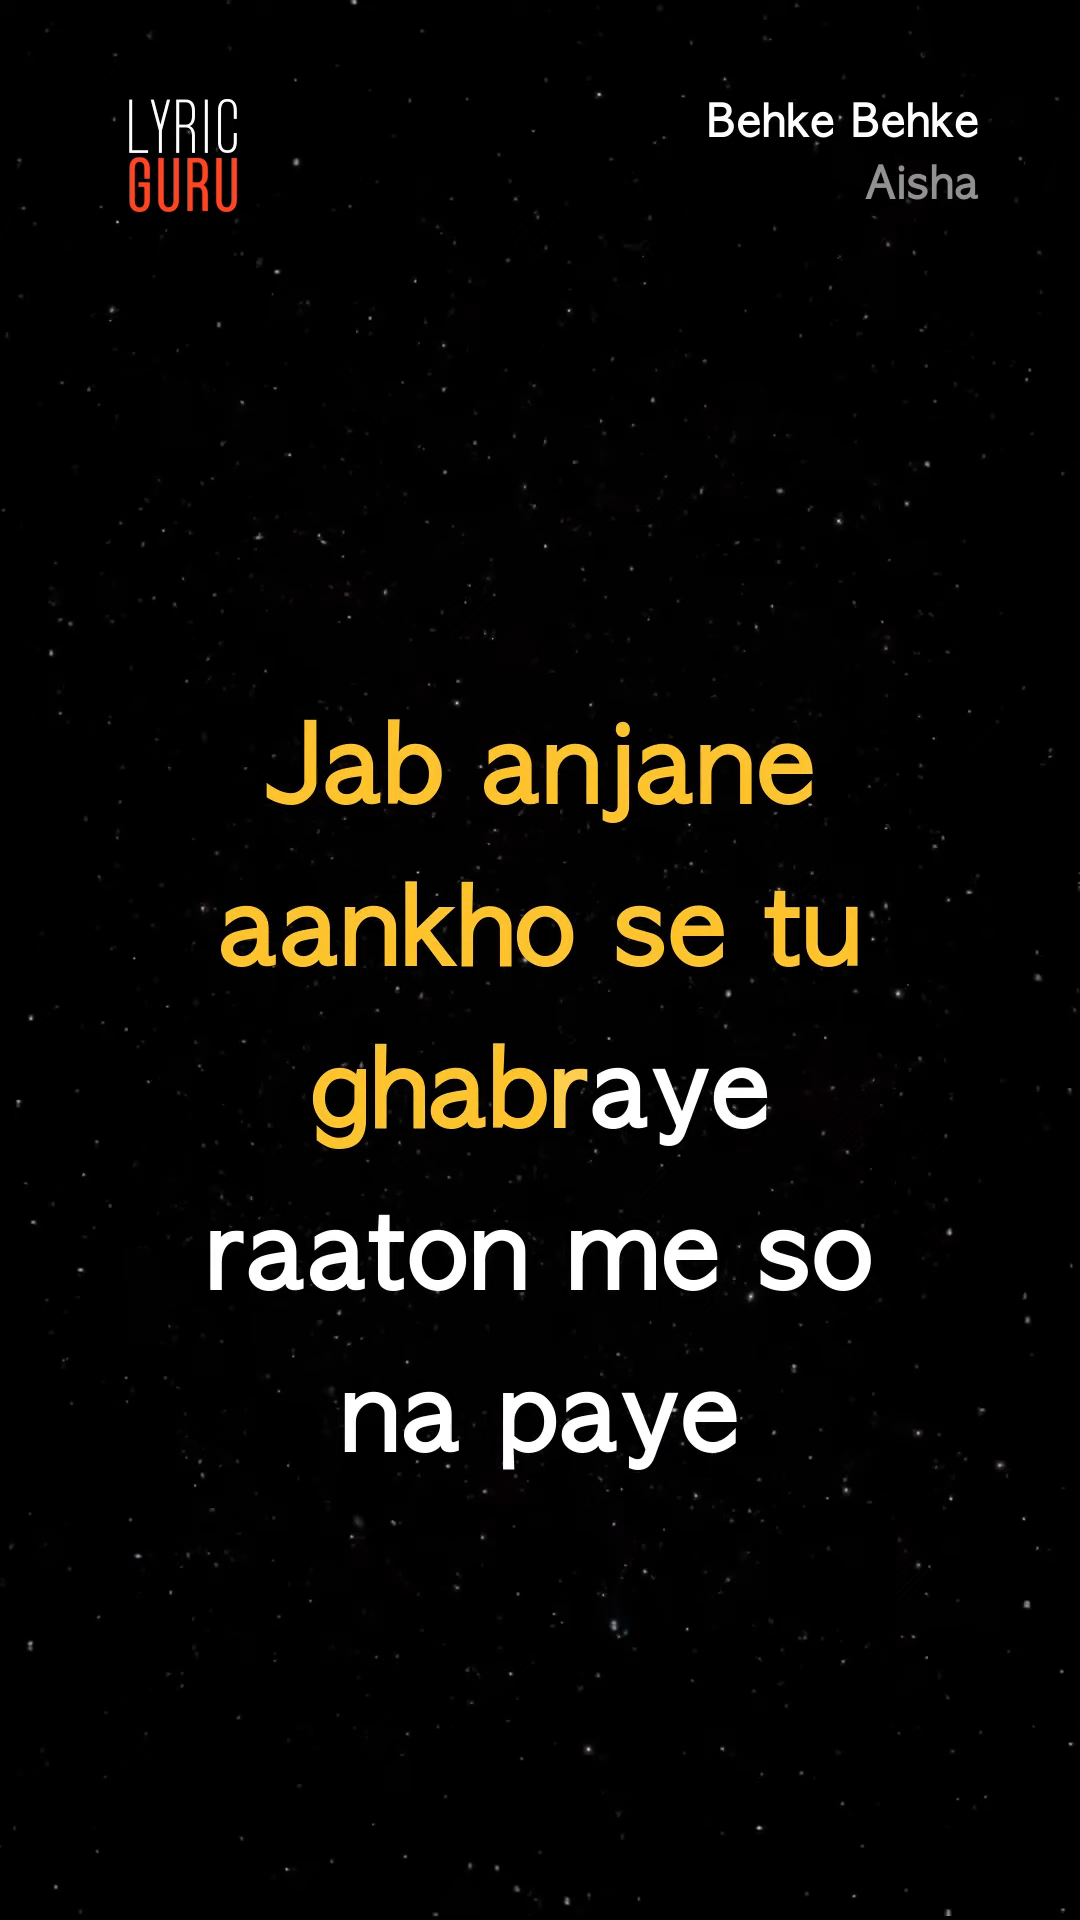 LYRIC
GURU
Behke Behke
Aisha
Jab anjane
aankho se tu
ghabraye
raaton me so
na paye